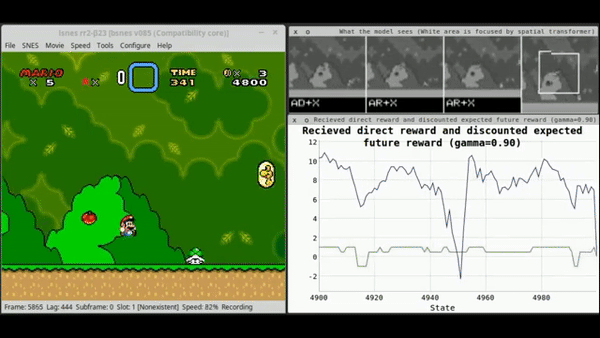 lsnes rr2-β23 [bsnes v085 (Compatibility core)]
File SNES Movie Speed Tools Configure Help
MARIO
x 5
x
0
TIME
341
x 3
4800
Frame: 5865 Lag: 444 Subframe: 0 Slot: 1 [Nonexistent] Speed: 82% Recording
x o What the model sees (White area is focused by spatial transformer)
AD+X AR+X AR+X
x o Recieved direct reward and discounted expected future reward (gamma=0.90)
Recieved direct reward and discounted expected
future reward (gamma=0.90)
12
10
8
6
4
2
0
-2
4900 4920 4940 4960 4980
State